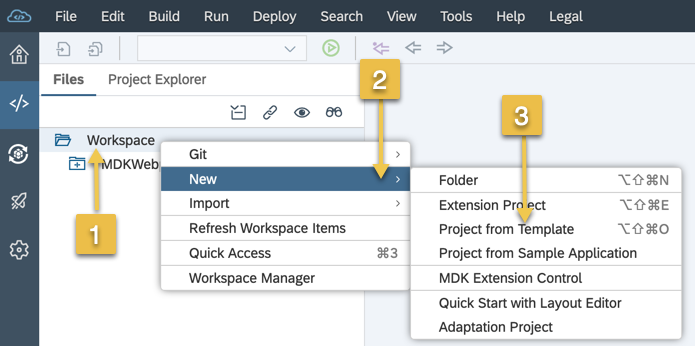 File Edit Build Run Deploy Search View Tools Help Legal
Files Project Explorer
2
3
1
Workspace
MDKWeb
Git
New
Import
Refresh Workspace Items
Quick Access ⌘3
Workspace Manager
Folder ⌥⇧⌘N
Extension Project ⌥⇧⌘E
Project from Template ⌥⇧⌘O
Project from Sample Application
MDK Extension Control
Quick Start with Layout Editor
Adaptation Project